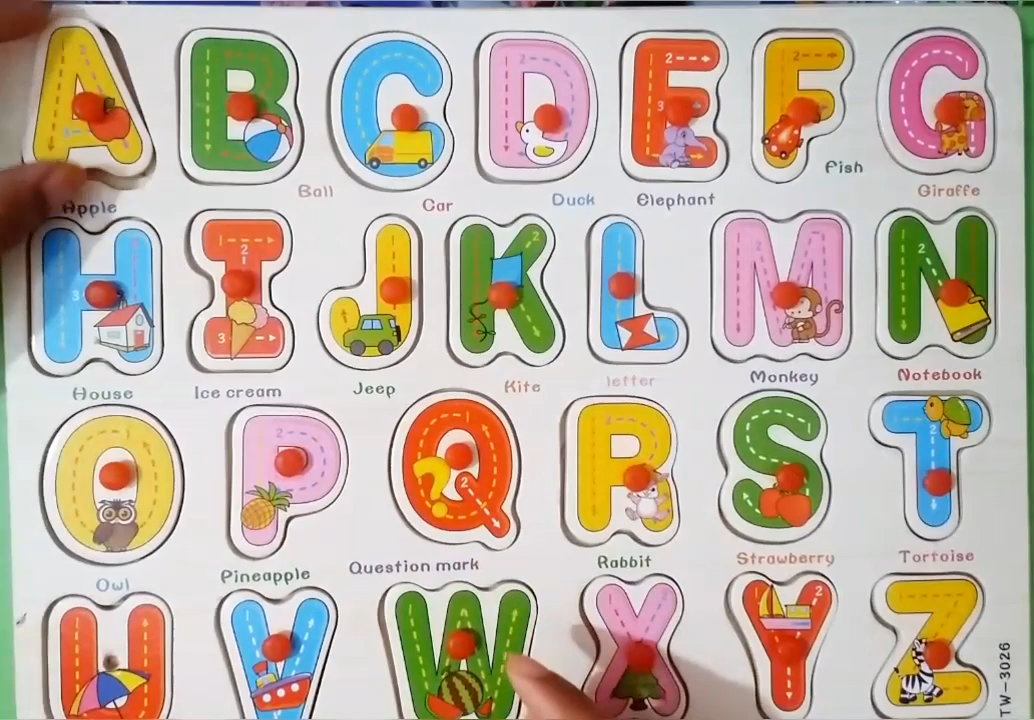 A B C D E F G
Apple Ball Car Duck Elephant Fish Giraffe
H I J K L M N
House Ice cream Jeep Kite letter Monkey Notebook
O P Q R S T
Owl Pineapple Question mark Rabbit Strawberry Tortoise
U V W X Y Z
TW-3026